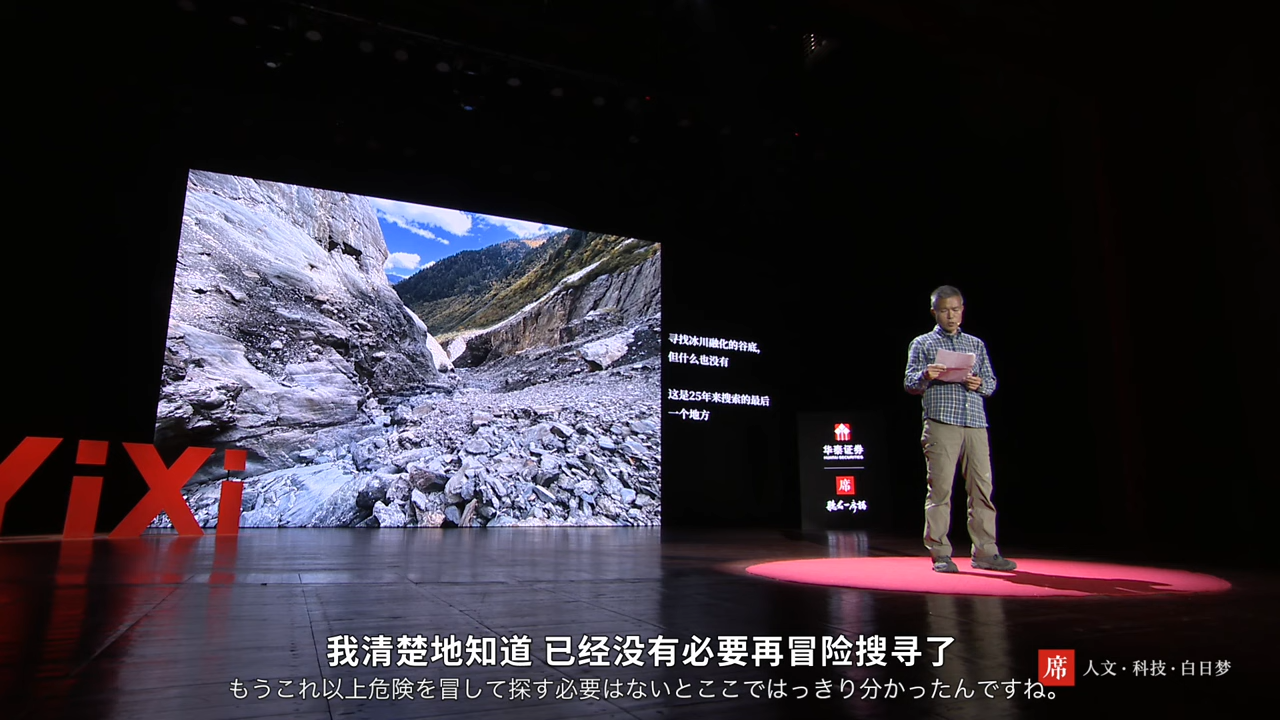 寻找冰川融化的谷底,
但什么也没有
这是25年来搜索的最后
一个地方
YiXi
华泰证券
HUATAI SECURITIES
席
我清楚地知道 已经没有必要再冒险搜寻了
もうこれ以上危険を冒して探す必要はないとここではっきり分かったんですね。
席 人文·科技·白日梦